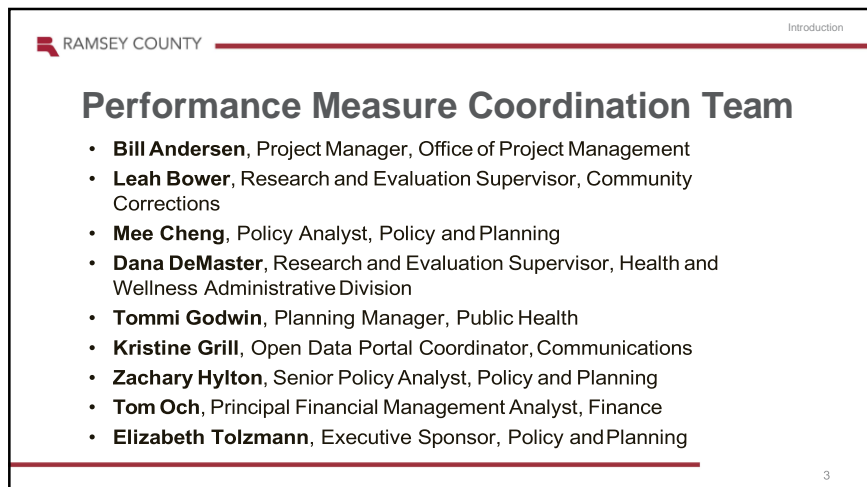 Introduction
RAMSEY COUNTY
Performance Measure Coordination Team
• Bill Andersen, Project Manager, Office of Project Management
• Leah Bower, Research and Evaluation Supervisor, Community
Corrections
• Mee Cheng, Policy Analyst, Policy and Planning
• Dana DeMaster, Research and Evaluation Supervisor, Health and
Wellness Administrative Division
• Tommi Godwin, Planning Manager, Public Health
• Kristine Grill, Open Data Portal Coordinator, Communications
• Zachary Hylton, Senior Policy Analyst, Policy and Planning
• Tom Och, Principal Financial Management Analyst, Finance
• Elizabeth Tolzmann, Executive Sponsor, Policy and Planning
3